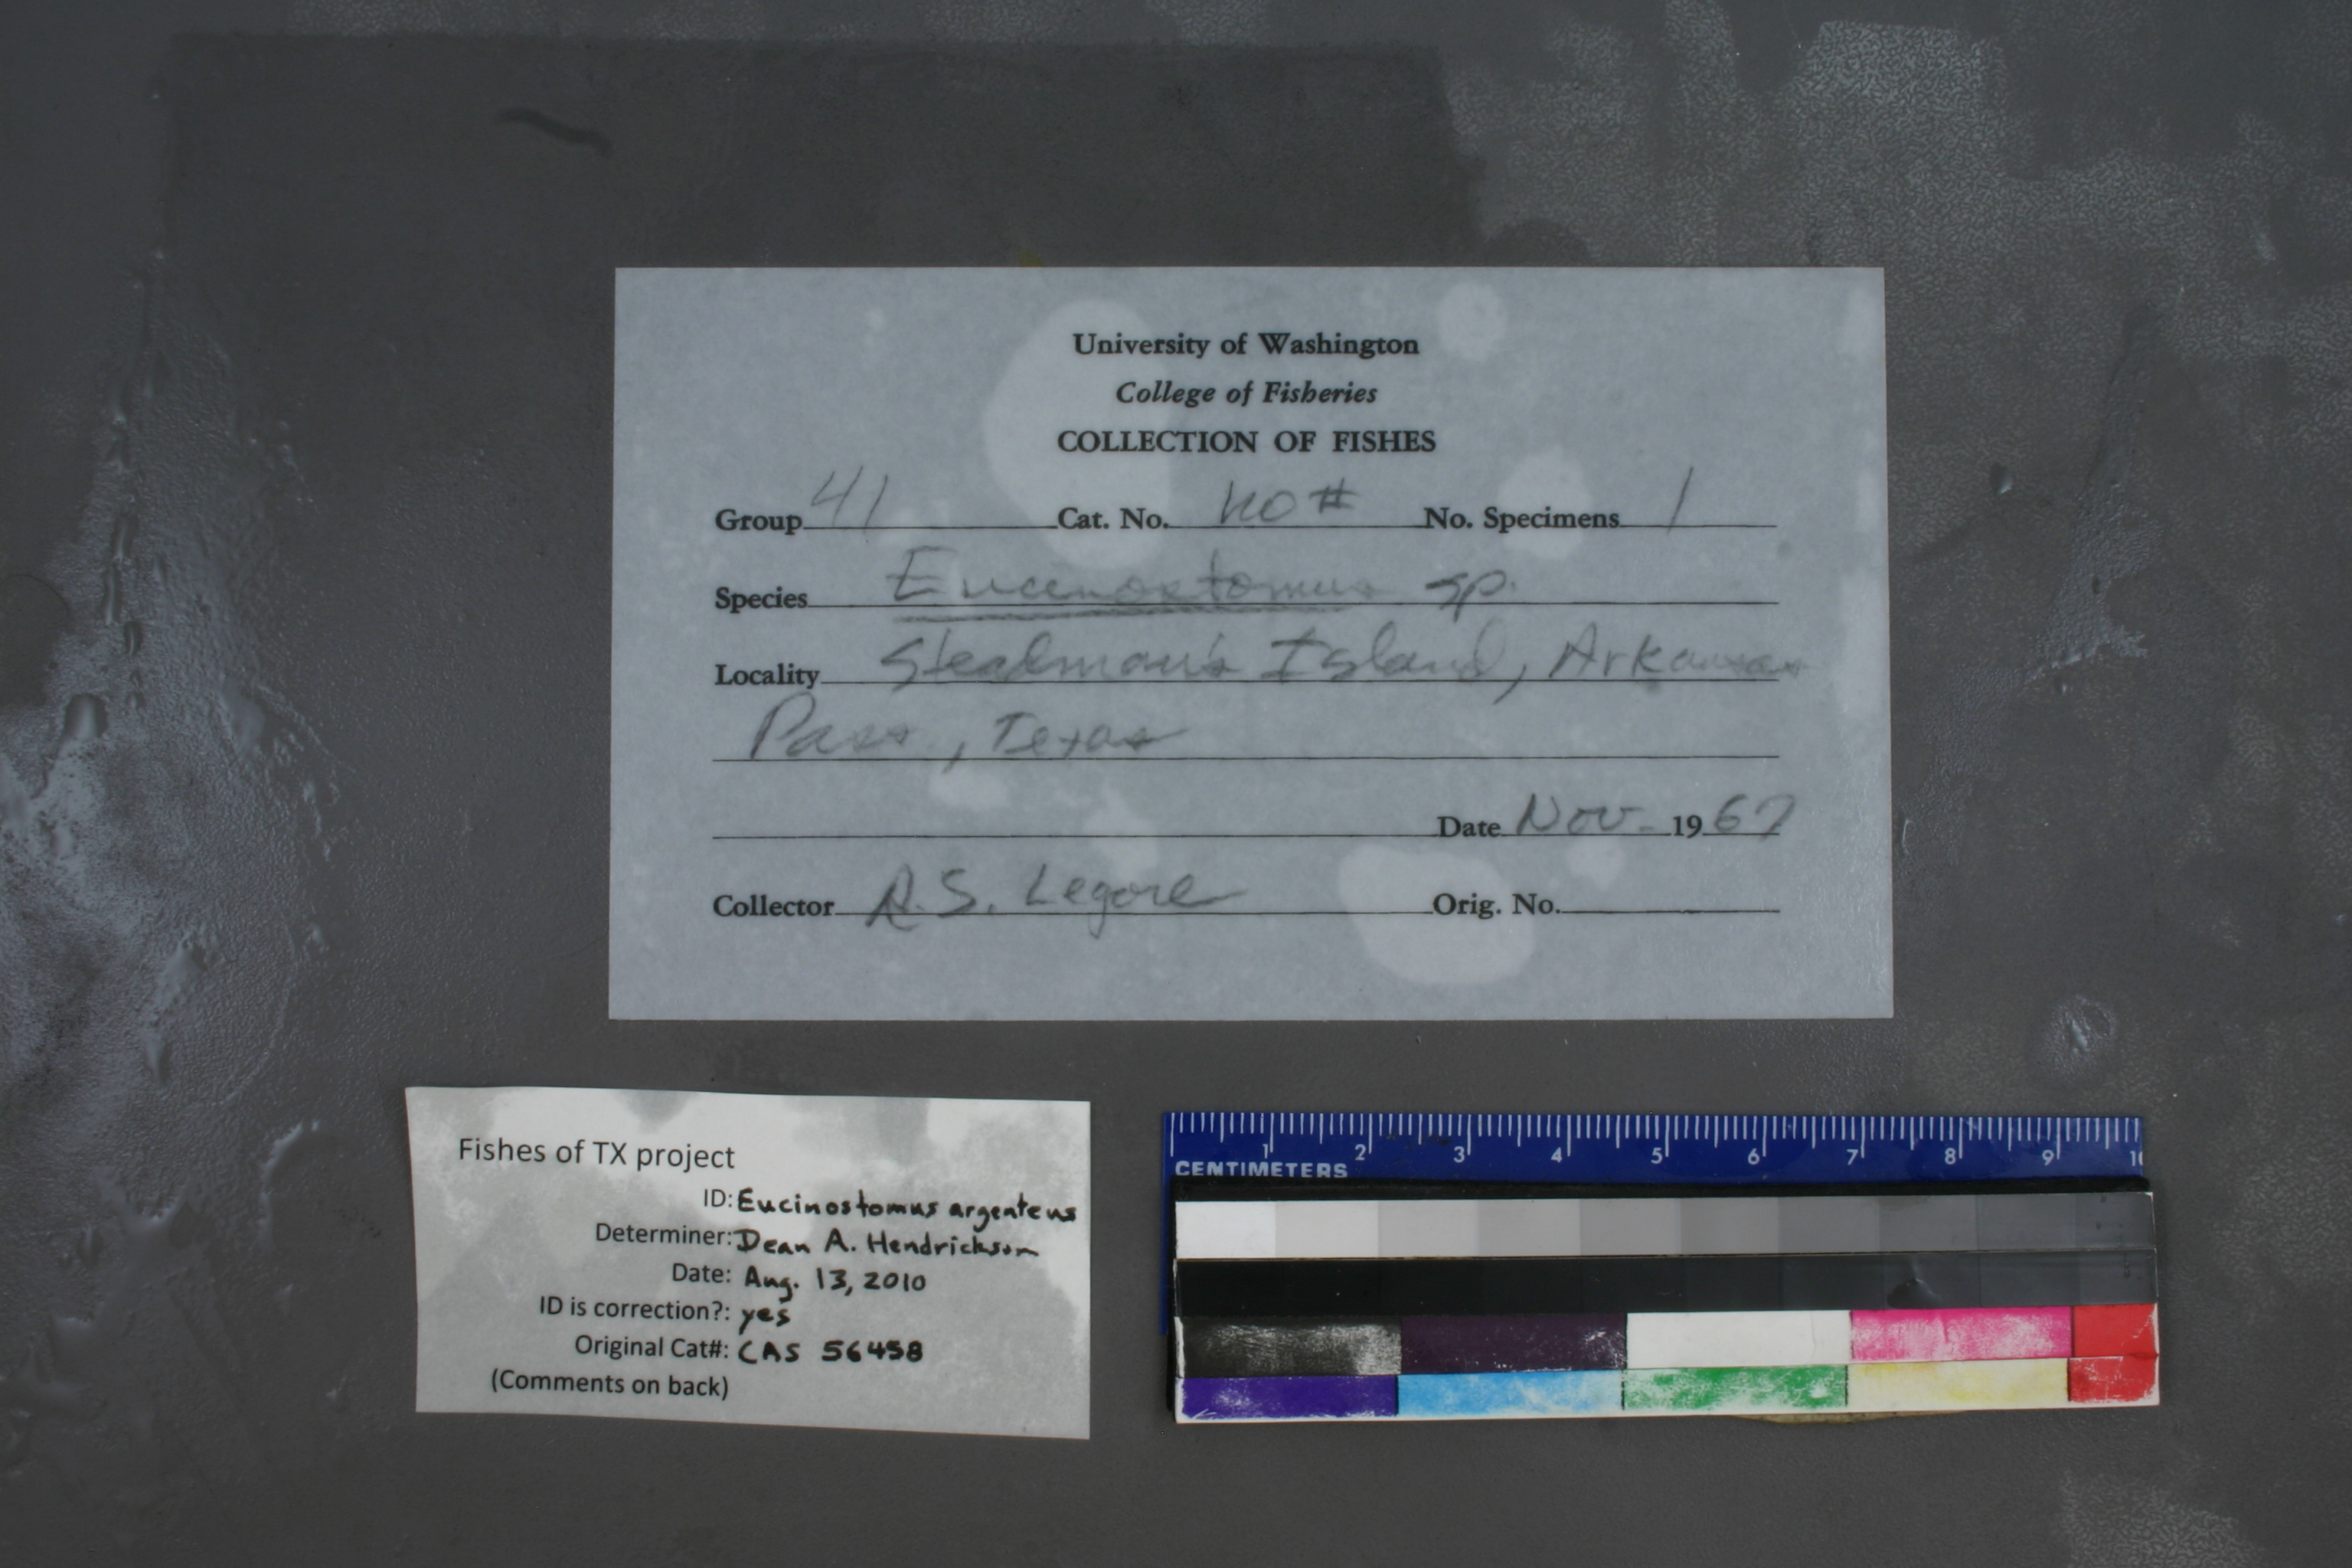 University of Washington
College of Fisheries
COLLECTION OF FISHES
Group 41 Cat. No. no # No. Specimens 1
Species Eucinostomus sp.
Locality Steadman's Island, Arkansas
Pass, Texas
Date Nov. 1967
Collector R.S. Legore Orig. No.
Fishes of TX project
ID: Eucinostomus argenteus
Determiner: Dean A. Hendrickson
Date: Aug. 13, 2010
ID is correction?: yes
Original Cat#: CAS 56458
(Comments on back)
1 2 3 4 5 6 7 8 9 10
CENTIMETERS